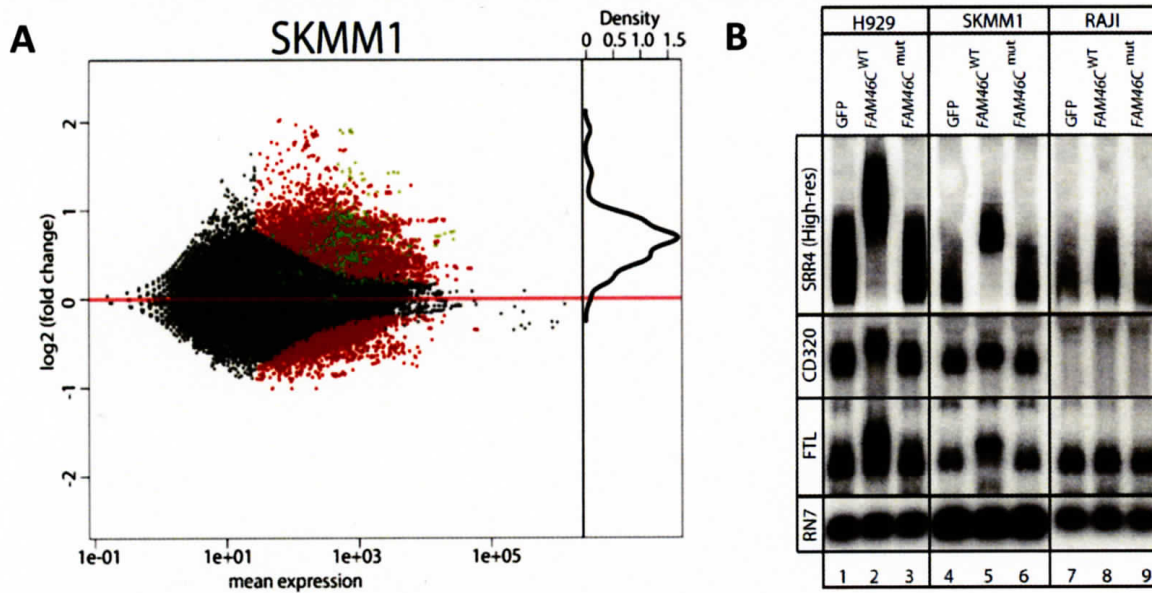 A
SKMM1
Density
0 0.5 1.0 1.5
log2 (fold change)
2
1
0
-1
-2
1e-01 1e+01 1e+03 1e+05
mean expression
B
H929 SKMM1 RAJI
GFP FAM46C WT FAM46C mut GFP FAM46C WT FAM46C mut GFP FAM46C WT FAM46C mut
SRR4 (High-res)
CD320
FTL
RN7
1 2 3 4 5 6 7 8 9